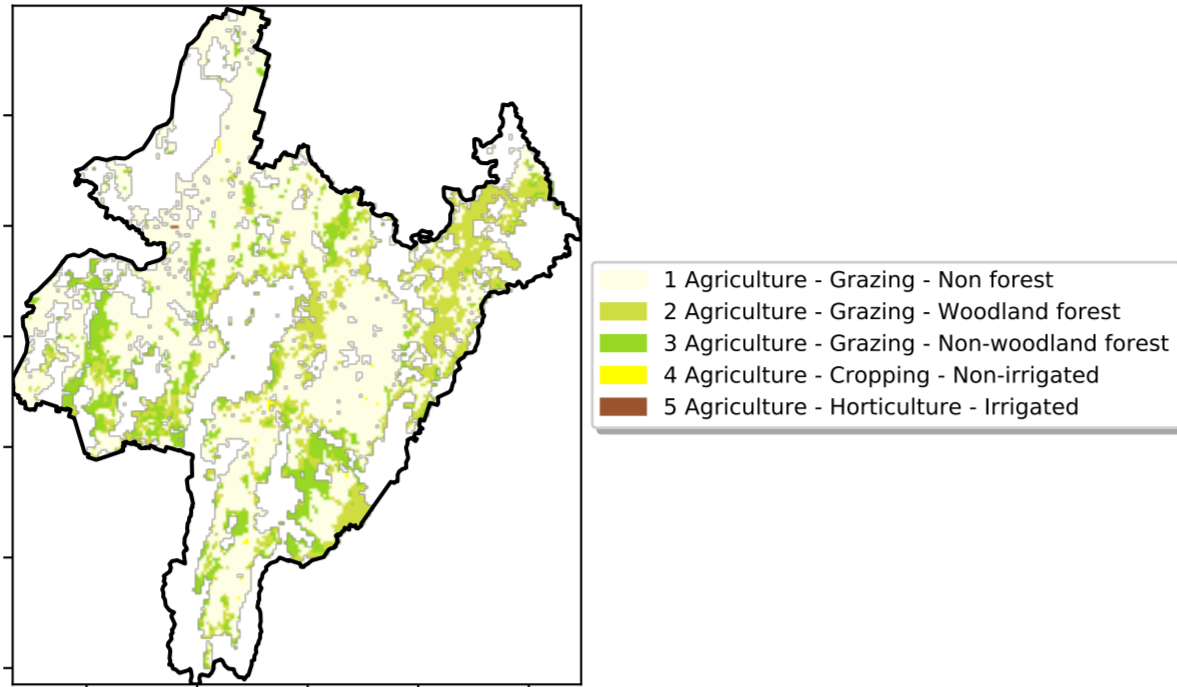 1 Agriculture - Grazing - Non forest
2 Agriculture - Grazing - Woodland forest
3 Agriculture - Grazing - Non-woodland forest
4 Agriculture - Cropping - Non-irrigated
5 Agriculture - Horticulture - Irrigated